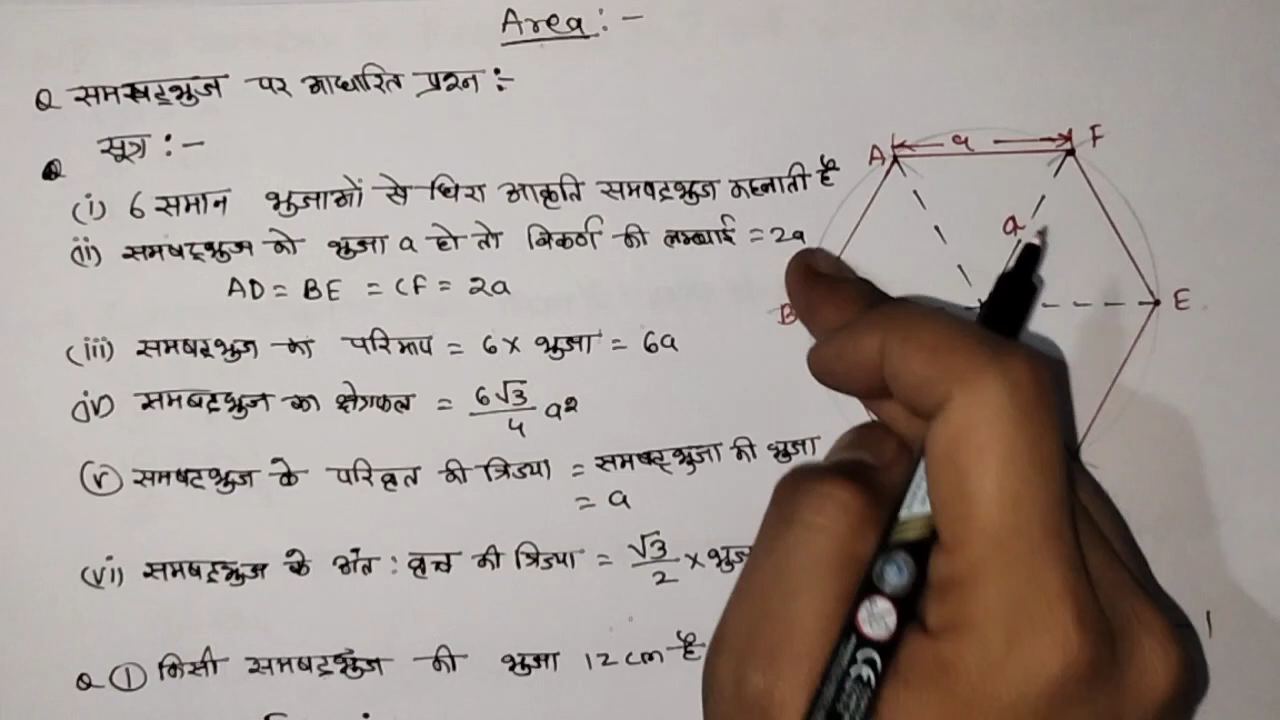 Area :-
Q समषट्भुज पर आधारित प्रश्न :-
सूत्र :-
(i) 6 समान भुजाओं से घिरा आकृति समषट्भुज कहलाती है
(ii) समषट्भुज की भुजा a हो तो विकर्ण की लम्बाई = 2a
AD = BE = CF = 2a
(iii) समषट्भुज का परिमाप = 6 × भुजा = 6a
(iv) समषट्भुज का क्षेत्रफल = 6√3/4 a²
(v) समषट्भुज के परिवृत की त्रिज्या = समषट्भुजा की भुजा
= a
(vi) समषट्भुज के अंत: वृत्त की त्रिज्या = √3/2 ×
Q ① किसी समषट्भुज की भुजा 12 cm है
A a F
a
B E